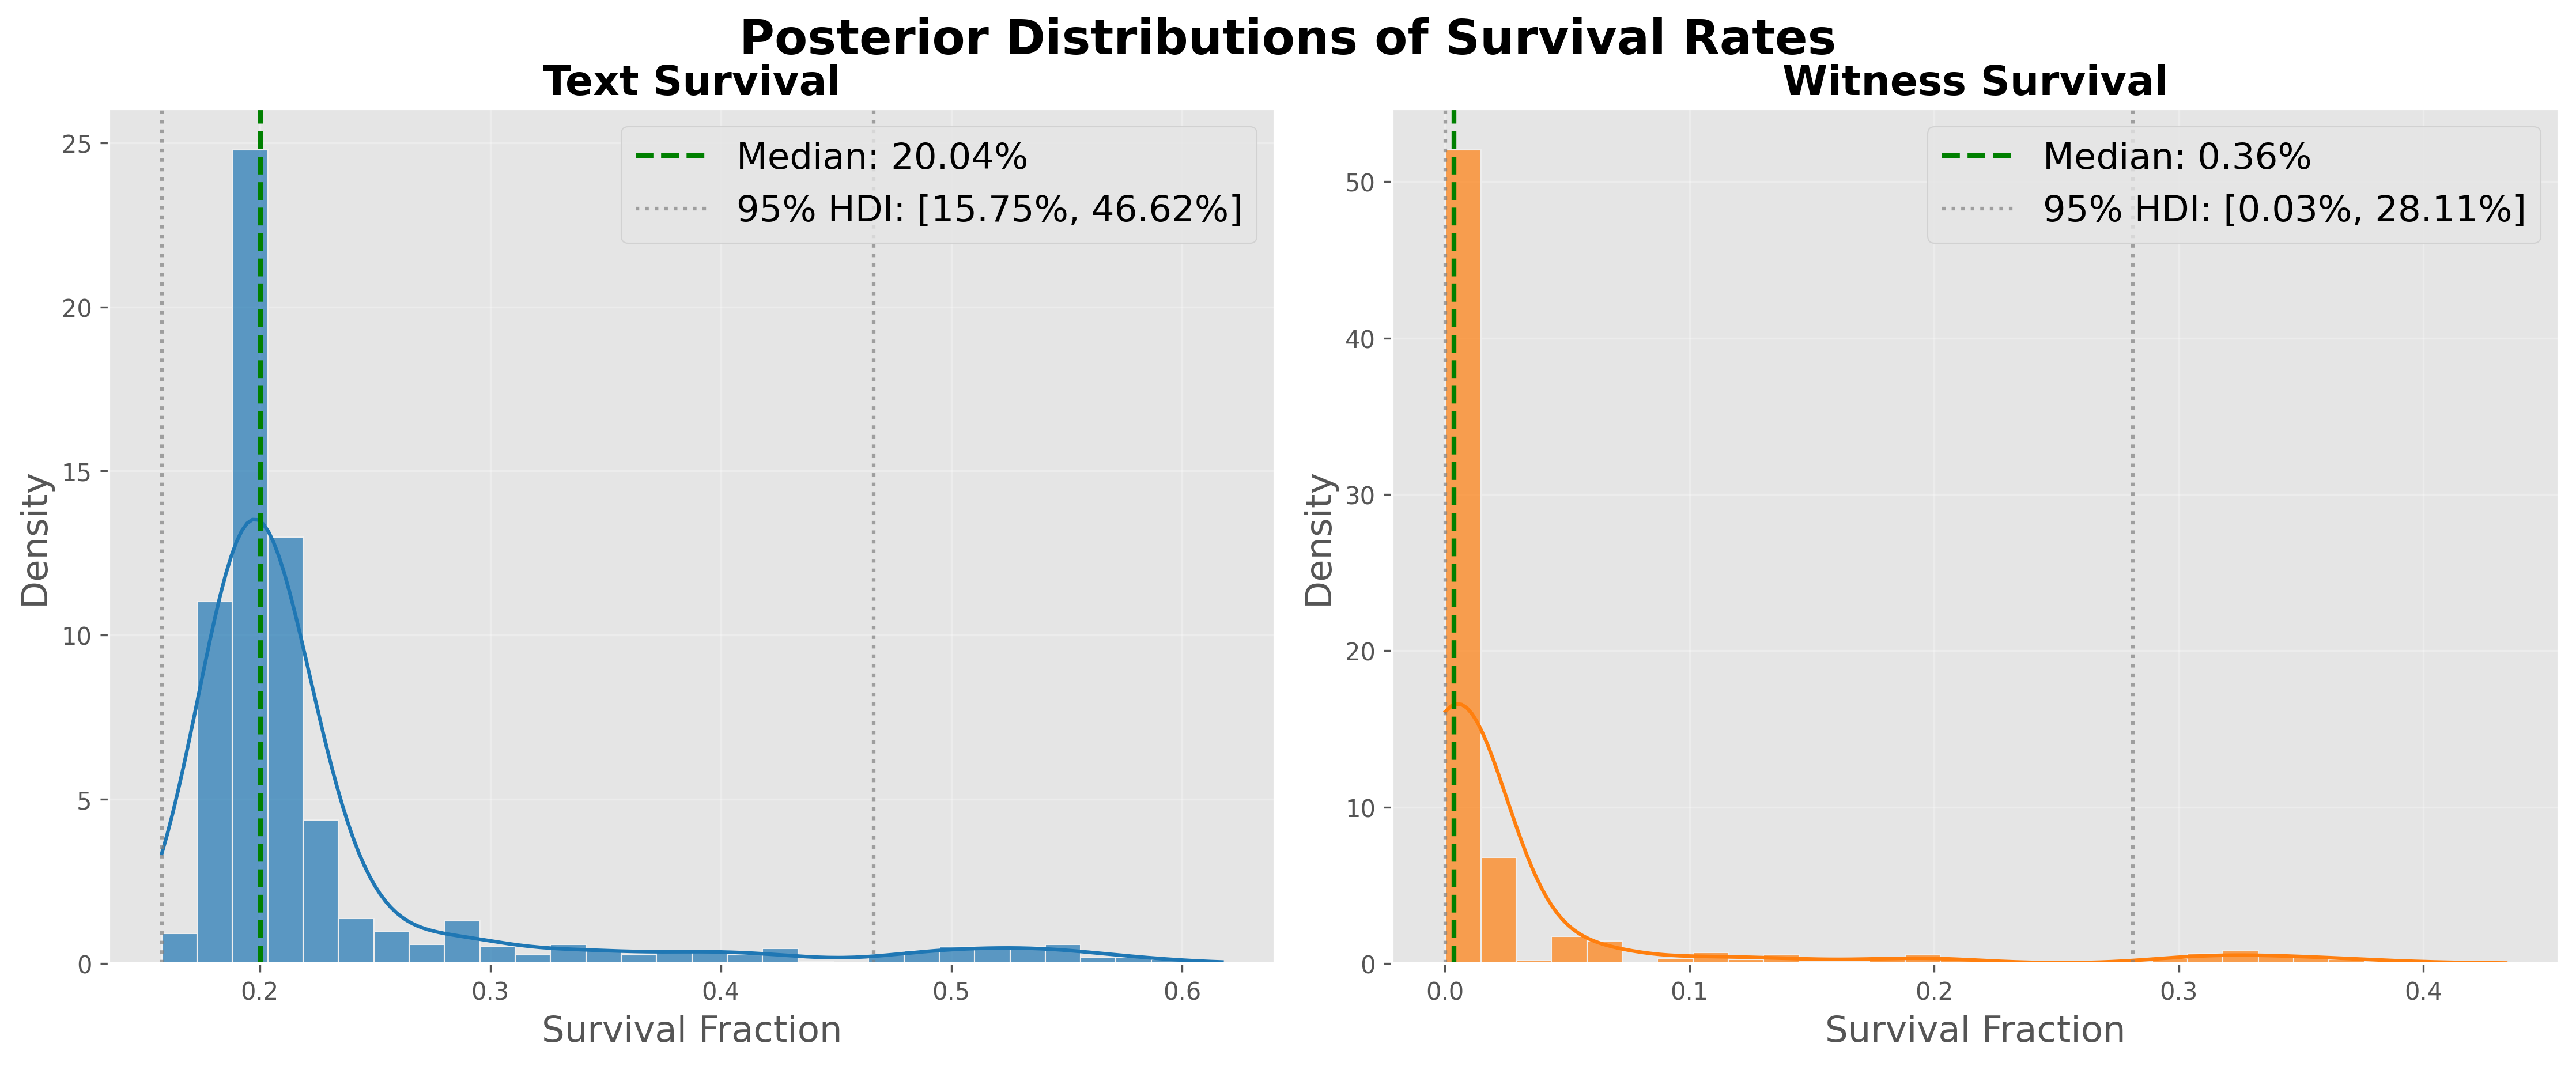 Posterior Distributions of Survival Rates
Text Survival
Median: 20.04%
95% HDI: [15.75%, 46.62%]
Density
25
20
15
10
5
0
0.2 0.3 0.4 0.5 0.6
Survival Fraction
Witness Survival
Median: 0.36%
95% HDI: [0.03%, 28.11%]
Density
50
40
30
20
10
0
0.0 0.1 0.2 0.3 0.4
Survival Fraction